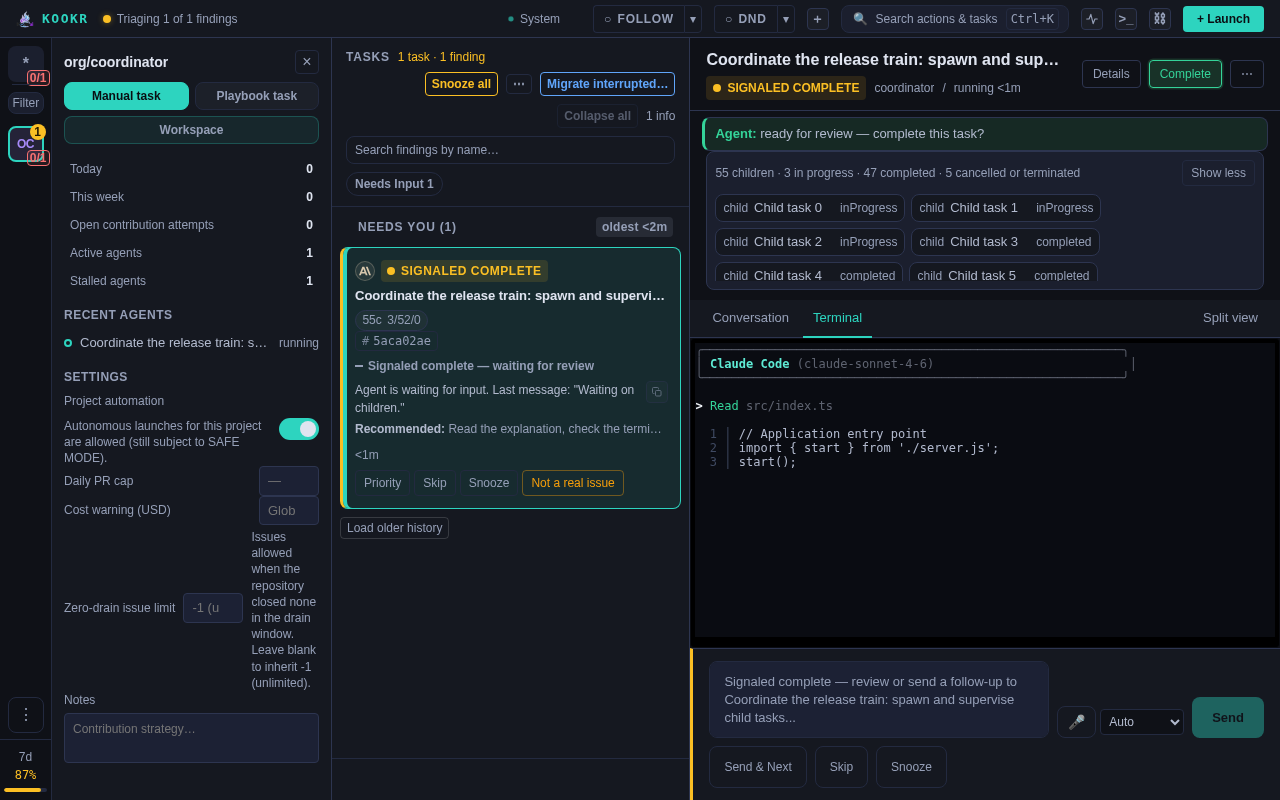 KOOKR
Triaging 1 of 1 findings
System
○ FOLLOW ▾
○ DND ▾
+
Search actions & tasks Ctrl+K
>_
+ Launch
*
0/1
Filter
OC
1
0/1
⋮
7d
87%
org/coordinator
×
Manual task
Playbook task
Workspace
Today 0
This week 0
Open contribution attempts 0
Active agents 1
Stalled agents 1
RECENT AGENTS
Coordinate the release train: s… running
SETTINGS
Project automation
Autonomous launches for this project
are allowed (still subject to SAFE
MODE).
Daily PR cap —
Cost warning (USD) Glob
Zero-drain issue limit -1 (u
Issues
allowed
when the
repository
closed none
in the drain
window.
Leave blank
to inherit -1
(unlimited).
Notes
Contribution strategy…
TASKS 1 task · 1 finding
Snooze all
⋯
Migrate interrupted…
Collapse all
1 info
Search findings by name…
Needs Input 1
NEEDS YOU (1)
oldest <2m
SIGNALED COMPLETE
Coordinate the release train: spawn and supervi…
55c 3/52/0
# 5aca02ae
Signaled complete — waiting for review
Agent is waiting for input. Last message: "Waiting on
children."
Recommended: Read the explanation, check the termi…
<1m
Priority
Skip
Snooze
Not a real issue
Load older history
Coordinate the release train: spawn and sup…
SIGNALED COMPLETE
coordinator / running <1m
Details
Complete
⋯
Agent: ready for review — complete this task?
55 children · 3 in progress · 47 completed · 5 cancelled or terminated
Show less
child Child task 0 inProgress
child Child task 1 inProgress
child Child task 2 inProgress
child Child task 3 completed
child Child task 4 completed
child Child task 5 completed
Conversation
Terminal
Split view
Claude Code (claude-sonnet-4-6)
> Read src/index.ts
1 │ // Application entry point
2 │ import { start } from './server.js';
3 │ start();
Signaled complete — review or send a follow-up to
Coordinate the release train: spawn and supervise
child tasks...
Auto
Send
Send & Next
Skip
Snooze